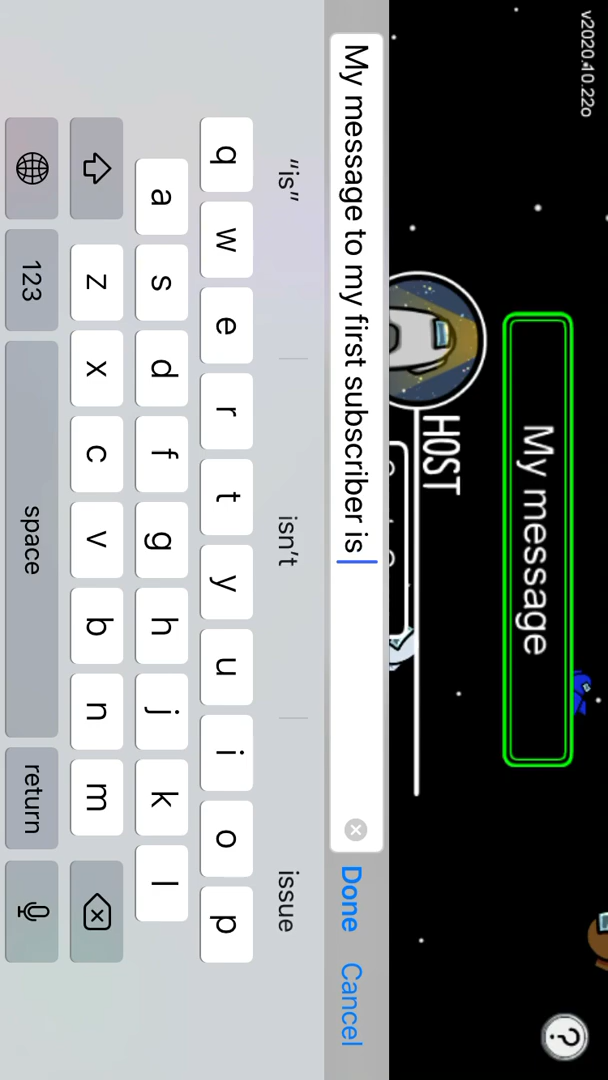 v2020.10.22o
My message
HOST
My message to my first subscriber is
Done
Cancel
"is"
isn't
issue
q w e r t y u i o p
a s d f g h j k l
z x c v b n m
123
space
return
?